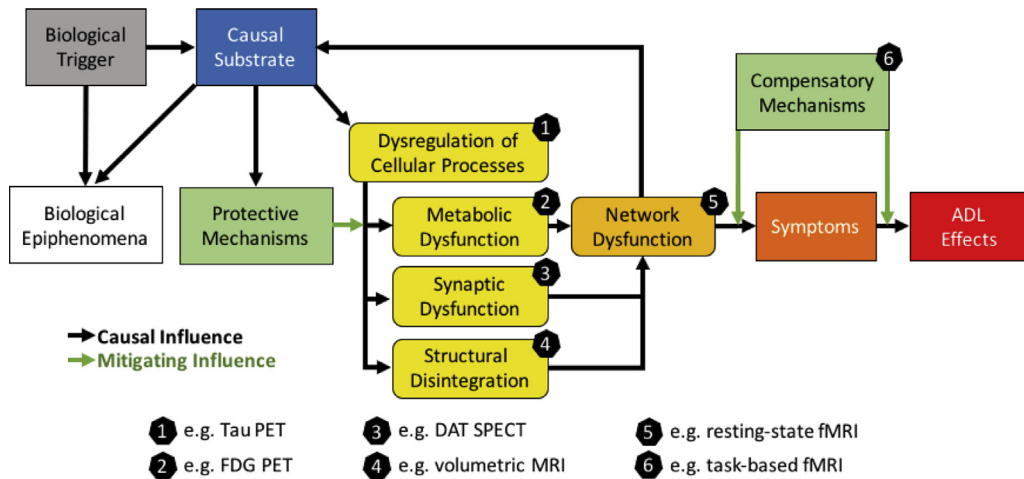 Biological
Trigger
Causal
Substrate
6
Compensatory
Mechanisms
1
Dysregulation of
Cellular Processes
Biological
Epiphenomena
Protective
Mechanisms
2
Metabolic
Dysfunction
5
Network
Dysfunction
Symptoms
ADL
Effects
3
Synaptic
Dysfunction
Causal Influence
Mitigating Influence
4
Structural
Disintegration
1 e.g. Tau PET
3 e.g. DAT SPECT
5 e.g. resting-state fMRI
2 e.g. FDG PET
4 e.g. volumetric MRI
6 e.g. task-based fMRI